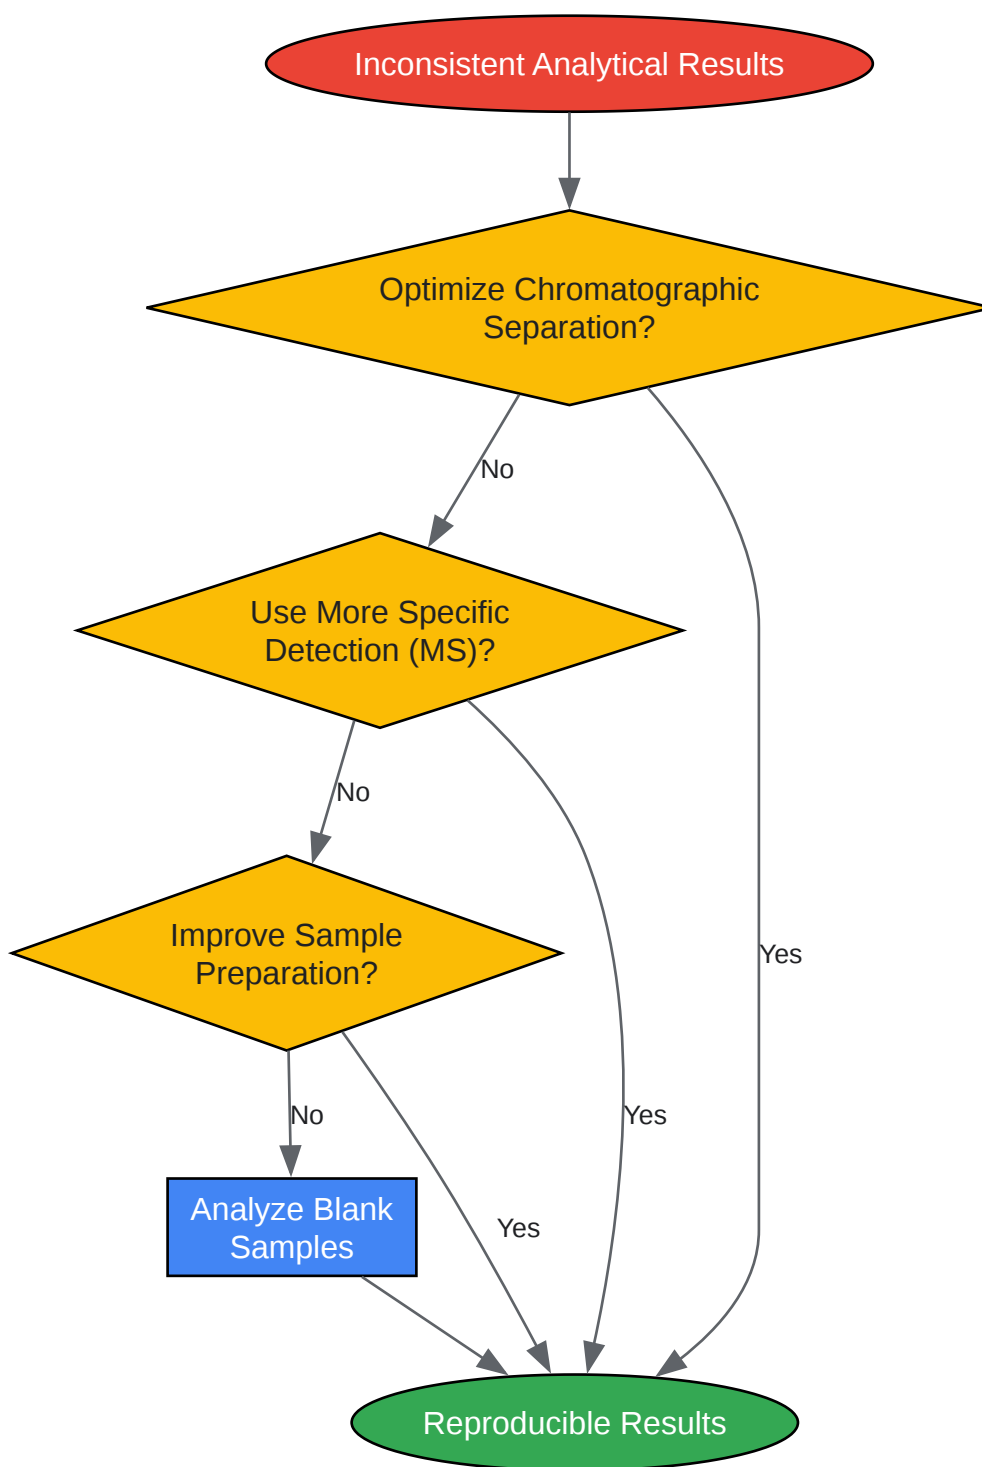 Inconsistent Analytical Results
Optimize Chromatographic
Separation?
No
Use More Specific
Detection (MS)?
No
Improve Sample
Preparation?
Yes
No
Yes
Analyze Blank
Samples
Yes
Reproducible Results